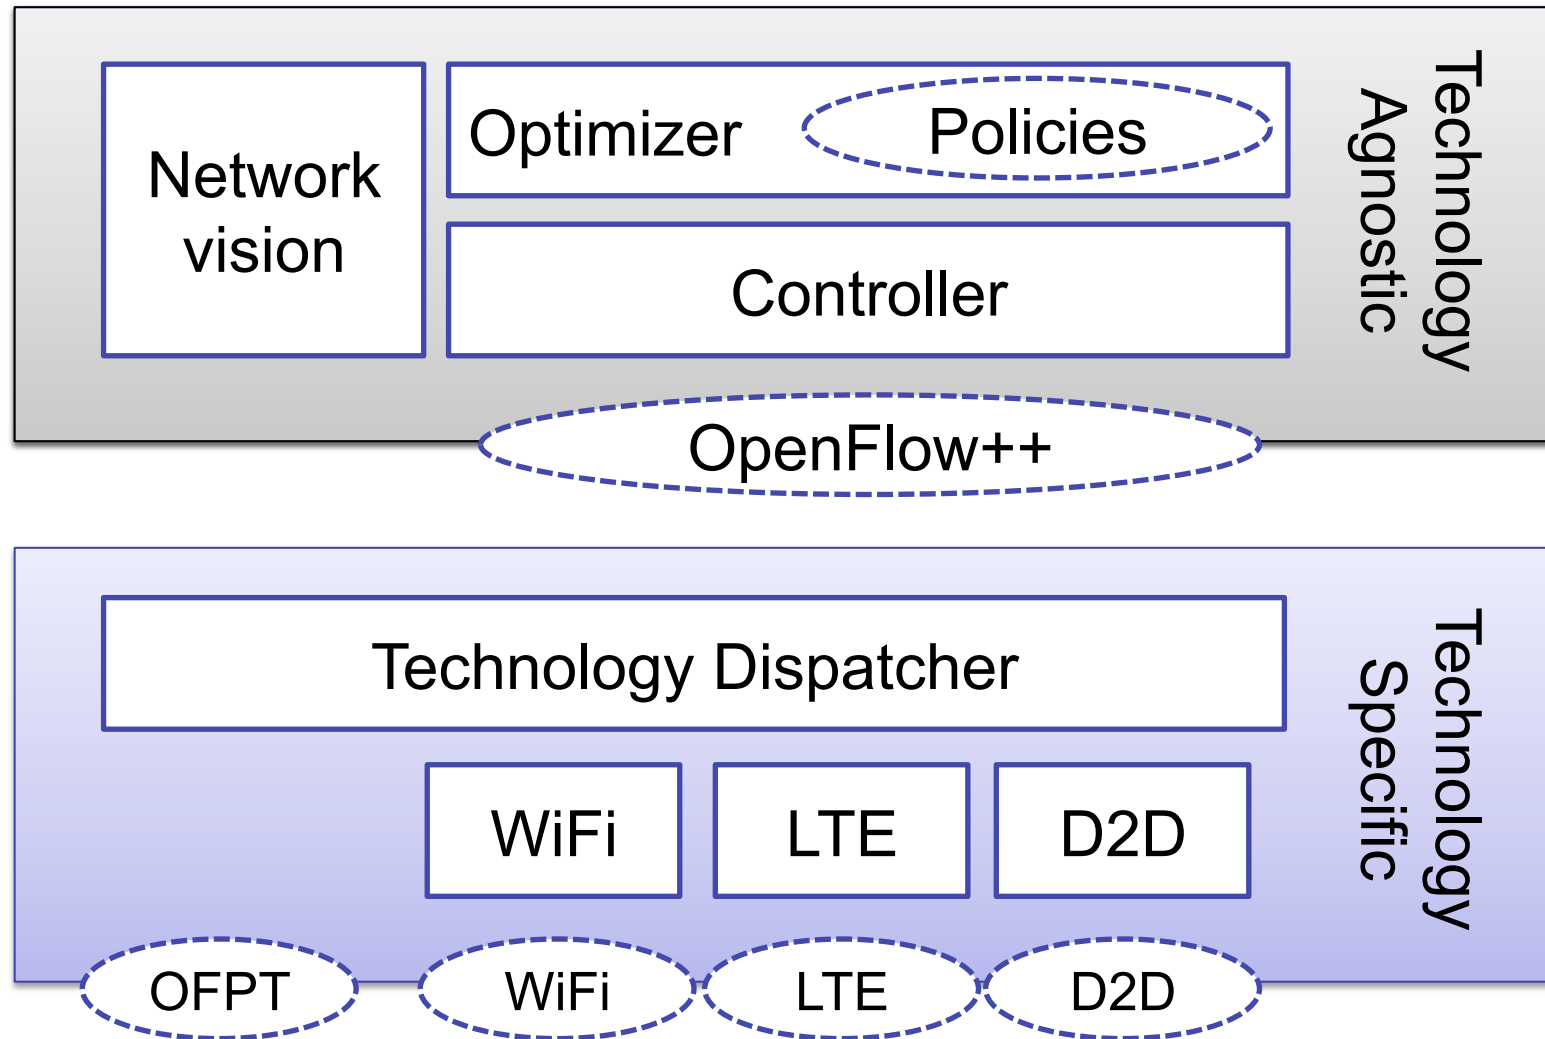 Network
vision
Optimizer
Policies
Controller
Technology
Agnostic
OpenFlow++
Technology Dispatcher
WiFi
LTE
D2D
Technology
Specific
OFPT
WiFi
LTE
D2D